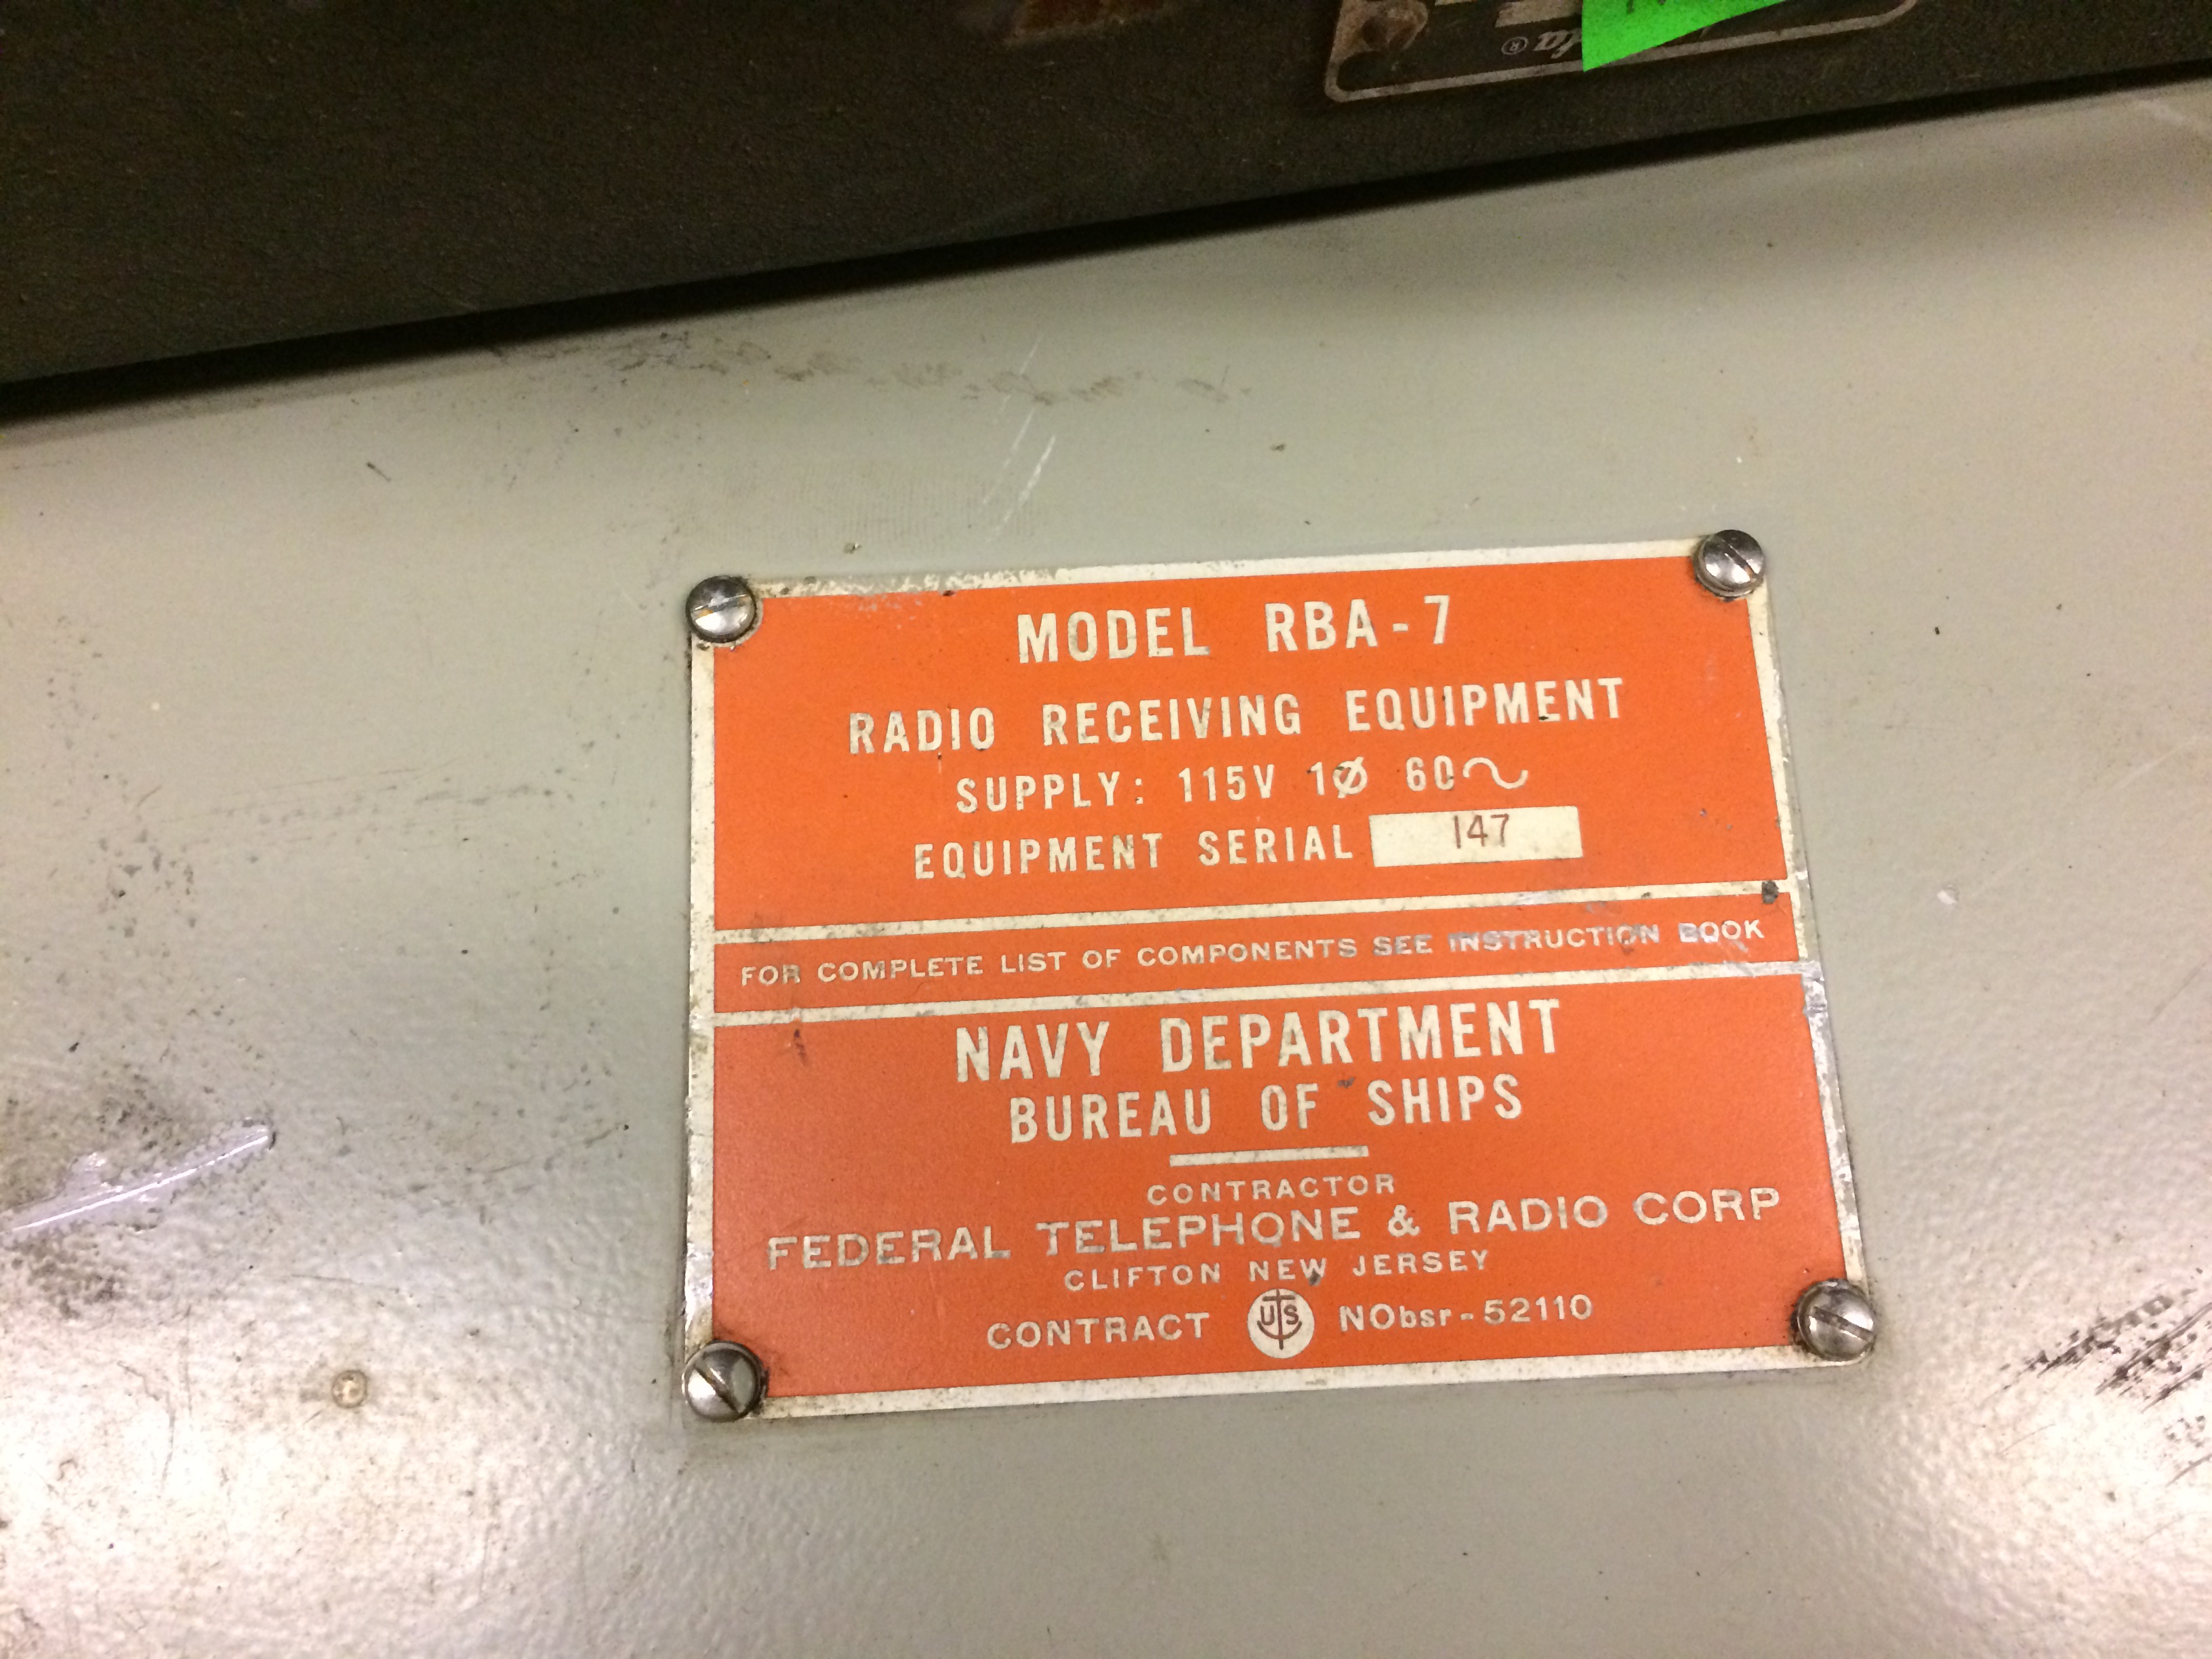 MODEL RBA-7
RADIO RECEIVING EQUIPMENT
SUPPLY: 115V 1Ø 60~
EQUIPMENT SERIAL 147
FOR COMPLETE LIST OF COMPONENTS SEE INSTRUCTION BOOK
NAVY DEPARTMENT
BUREAU OF SHIPS
CONTRACTOR
FEDERAL TELEPHONE & RADIO CORP
CLIFTON NEW JERSEY
CONTRACT US NObsr-52110